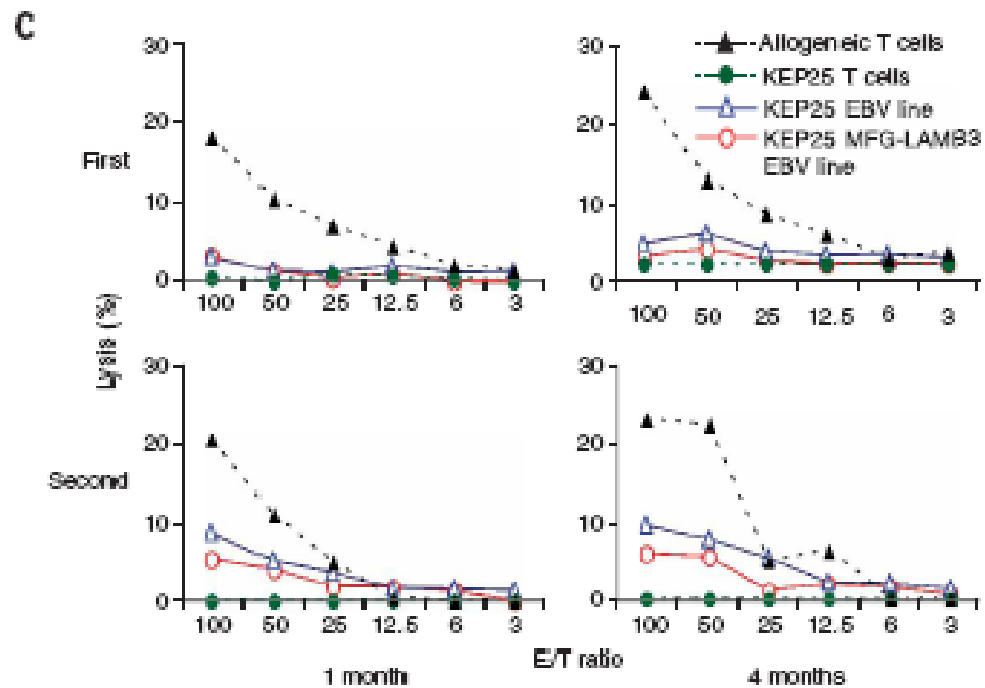 C
Allogeneic T cells
KEP25 T cells
KEP25 EBV line
KEP25 MFG-LAMB3
EBV line
First
30
20
10
0
100 50 25 12.5 6 3
30
20
10
0
100 50 25 12.5 6 3
Lysis (%)
Second
30
20
10
0
100 50 25 12.5 6 3
30
20
10
0
100 50 25 12.5 6 3
E/T ratio
1 month
4 months